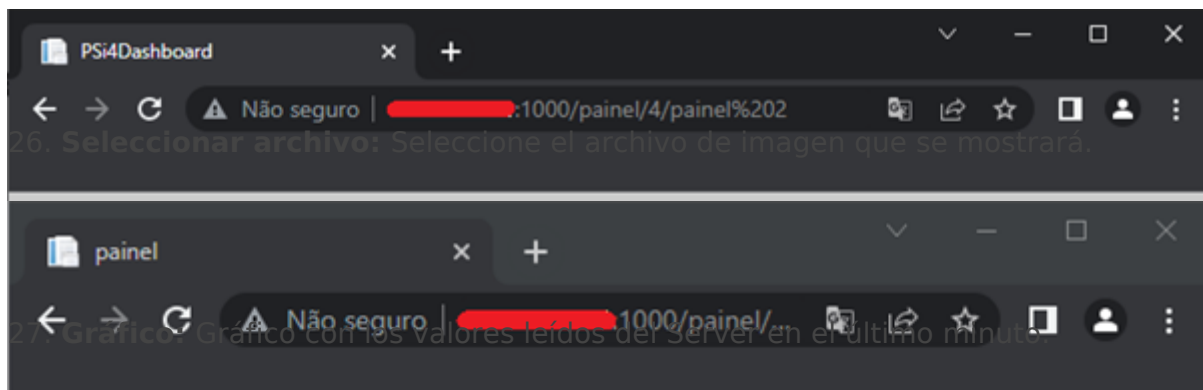 PSi4Dashboard
Não seguro :1000/painel/4/painel%202
26. Seleccionar archivo: Seleccione el archivo de imagen que se mostrará.
painel
Não seguro :1000/painel/...
27. Gráfico: Gráfico con los valores leídos del Server en el último minuto.